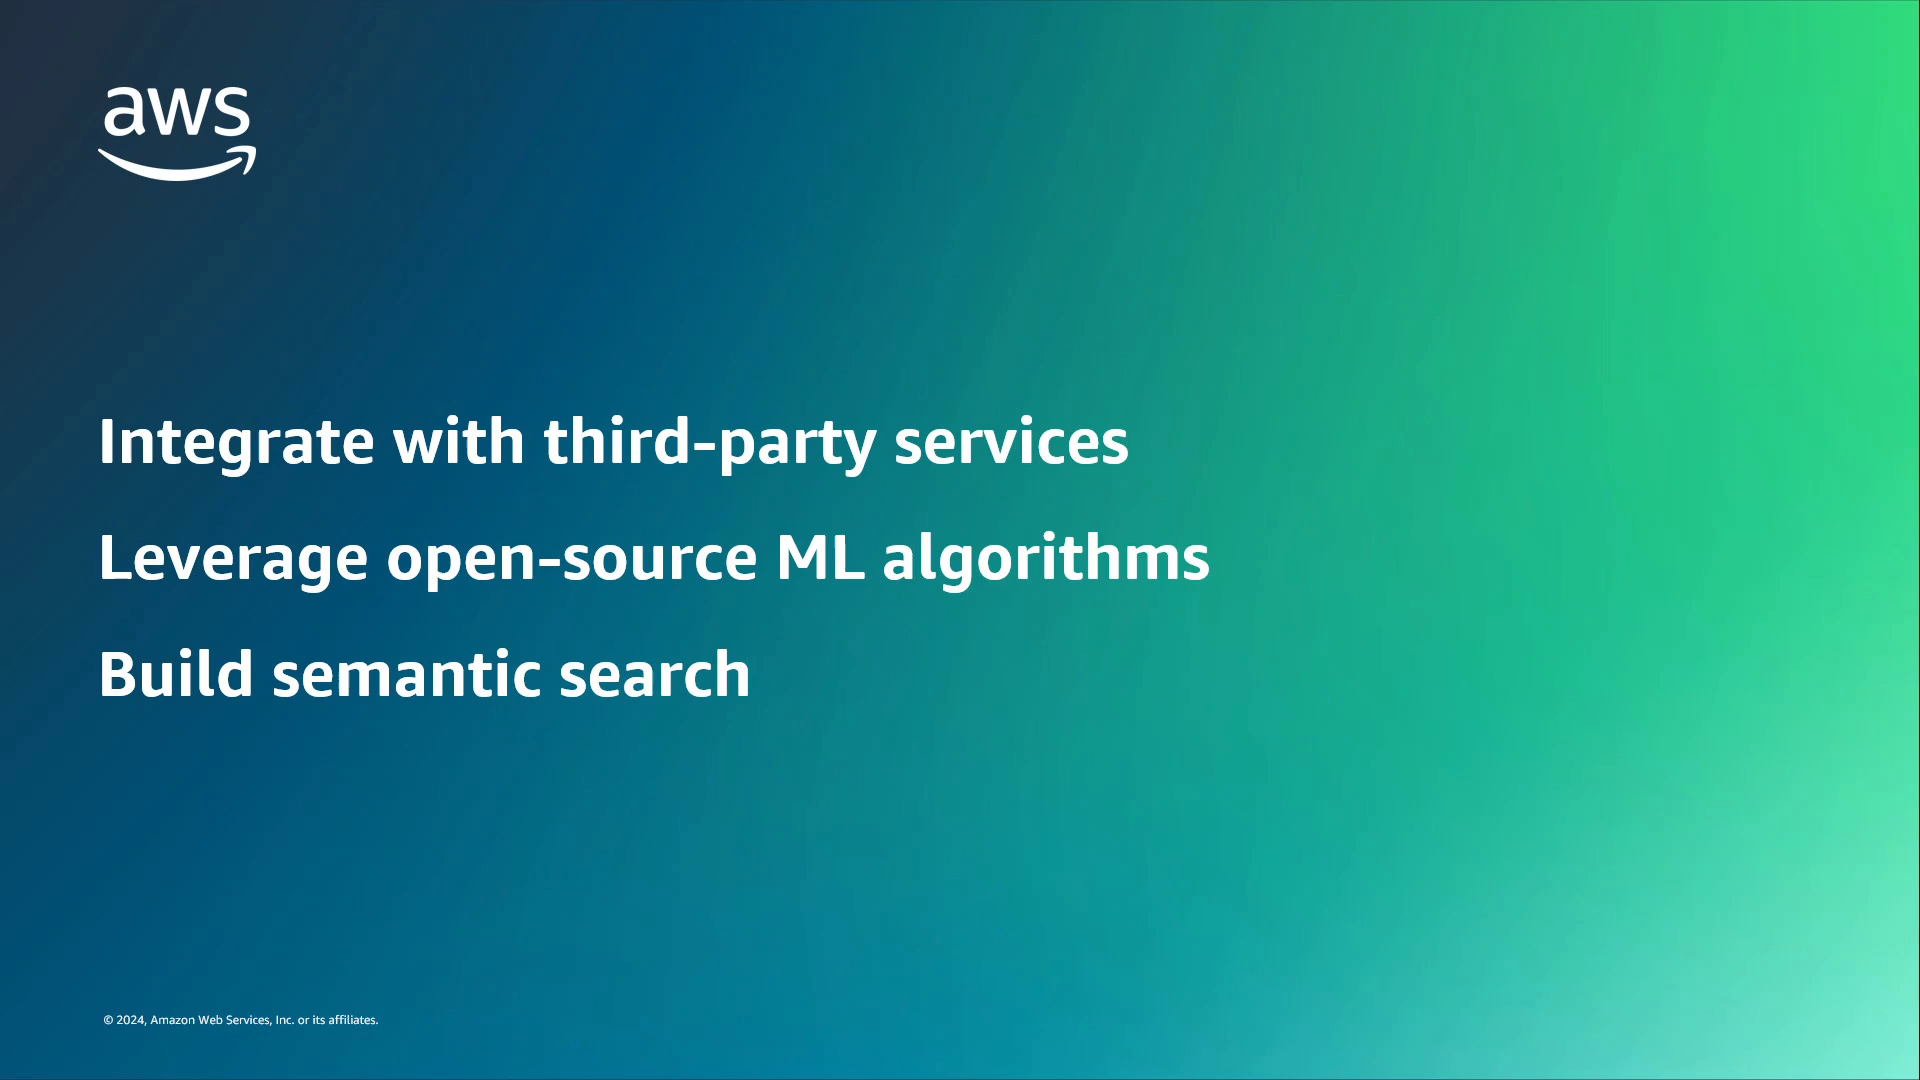 aws
Integrate with third-party services
Leverage open-source ML algorithms
Build semantic search
© 2024, Amazon Web Services, Inc. or its affiliates.